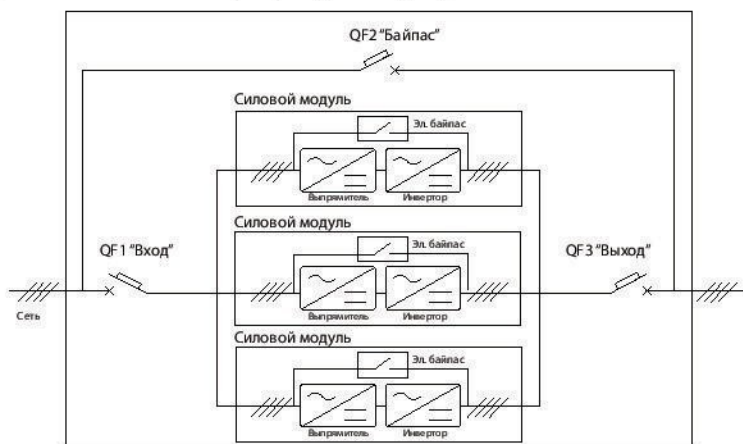 QF2 "Байпас"
Силовой модуль
Эл. байпас
Выпрямитель
Инвертор
Силовой модуль
QF1 "Вход"
Эл. байпас
QF3 "Выход"
Сеть
Выпрямитель
Инвертор
Силовой модуль
Эл. байпас
Выпрямитель
Инвертор